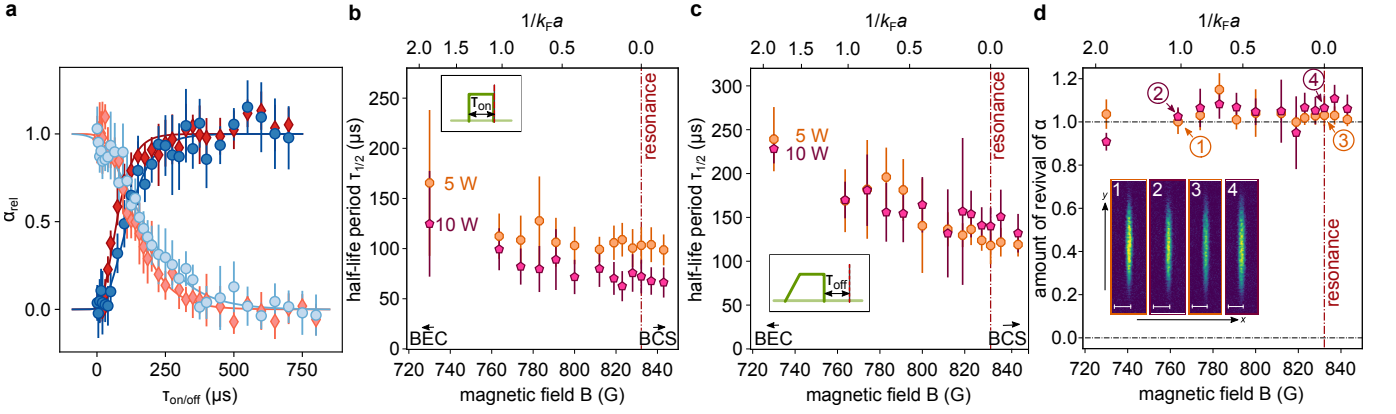 a
α_rel
1.0
0.5
0.0
0
250
500
750
τ_on/off (μs)
b
1/k_F a
2.0
1.5
1.0
0.5
0.0
half-life period τ_1/2 (μs)
250
200
150
100
50
0
T_on
5 W
10 W
resonance
BEC
BCS
720
740
760
780
800
820
840
magnetic field B (G)
c
1/k_F a
2.0
1.5
1.0
0.5
0.0
half-life period τ_1/2 (μs)
300
250
200
150
100
50
0
5 W
10 W
T_off
resonance
BEC
BCS
720
740
760
780
800
820
840
magnetic field B (G)
d
1/k_F a
2.0
1.5
1.0
0.5
0.0
amount of revival of α
1.2
1.0
0.8
0.6
0.4
0.2
0.0
2
4
1
3
y
1
2
3
4
x
resonance
720
740
760
780
800
820
840
magnetic field B (G)